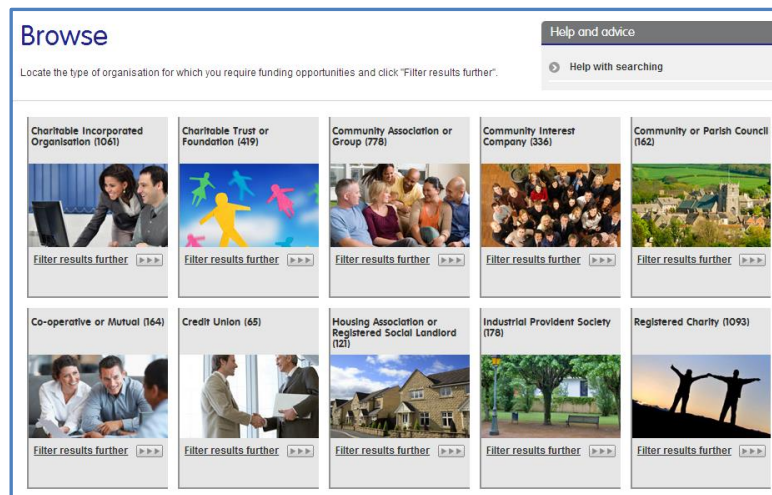 Browse
Locate the type of organisation for which you require funding opportunities and click "Filter results further".
Help and advice
Help with searching
Charitable Incorporated
Organisation (1061)
Filter results further
Charitable Trust or
Foundation (419)
Filter results further
Community Association or
Group (778)
Filter results further
Community Interest
Company (336)
Filter results further
Community or Parish Council
(162)
Filter results further
Co-operative or Mutual (164)
Filter results further
Credit Union (65)
Filter results further
Housing Association or
Registered Social Landlord
(121)
Filter results further
Industrial Provident Society
(178)
Filter results further
Registered Charity (1093)
Filter results further